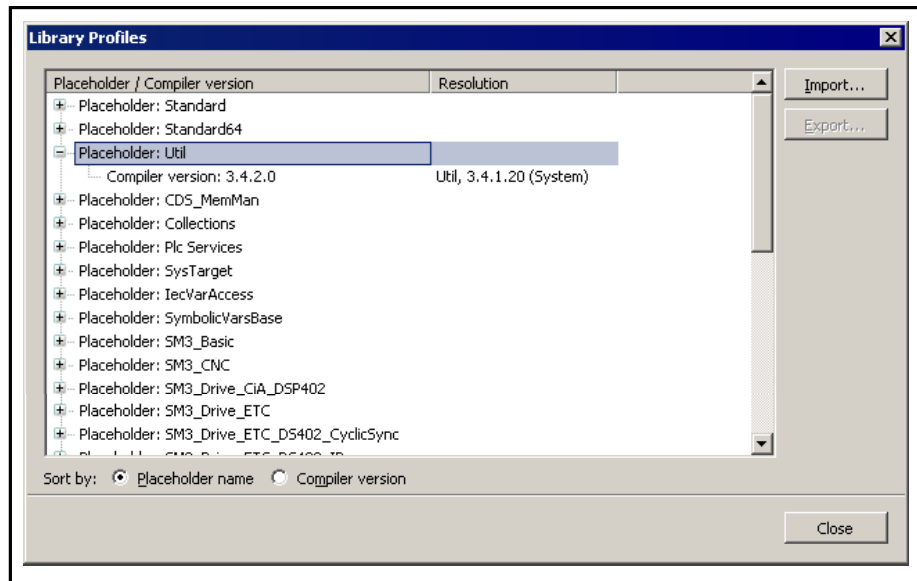 Library Profiles
Placeholder / Compiler version Resolution
Import...
Placeholder: Standard
Placeholder: Standard64
Export...
Placeholder: Util
Compiler version: 3.4.2.0 Util, 3.4.1.20 (System)
Placeholder: CDS_MemMan
Placeholder: Collections
Placeholder: Plc Services
Placeholder: SysTarget
Placeholder: IecVarAccess
Placeholder: SymbolicVarsBase
Placeholder: SM3_Basic
Placeholder: SM3_CNC
Placeholder: SM3_Drive_CiA_DSP402
Placeholder: SM3_Drive_ETC
Placeholder: SM3_Drive_ETC_DS402_CyclicSync
Sort by: Placeholder name Compiler version
Close